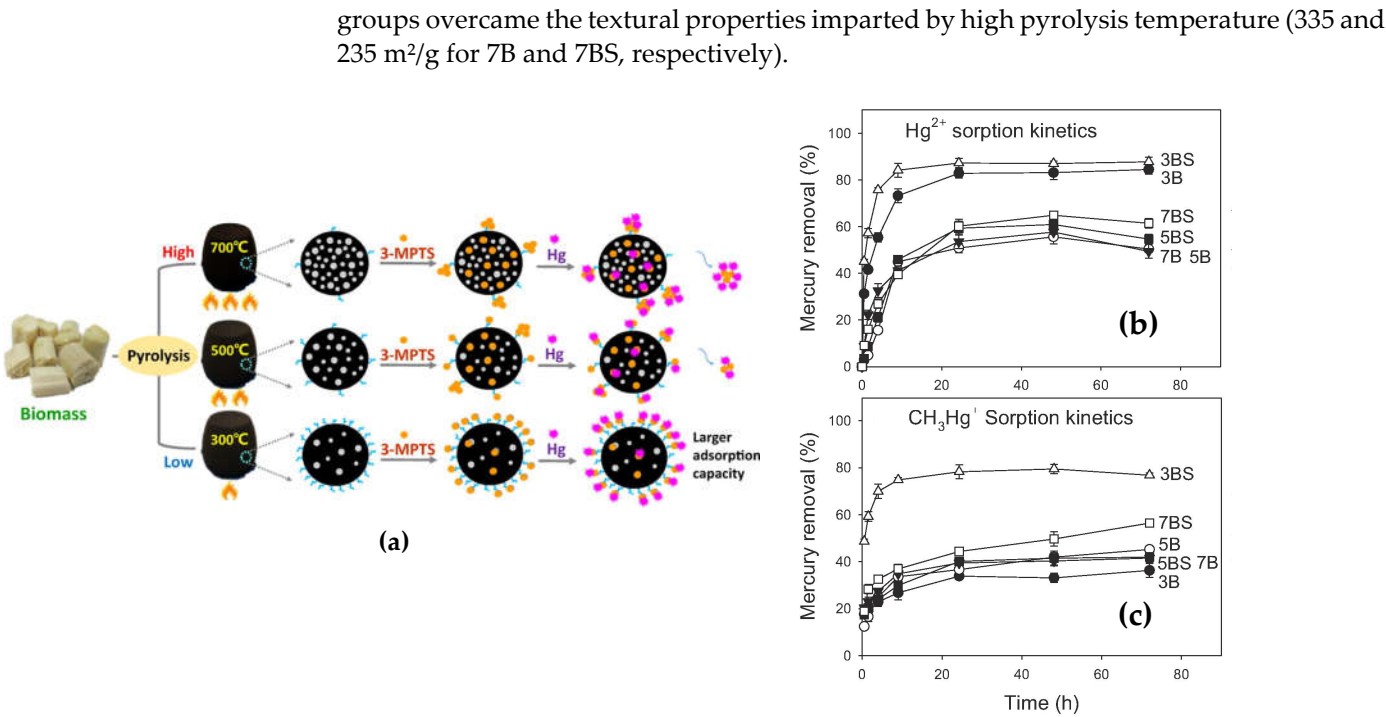 groups overcame the textural properties imparted by high pyrolysis temperature (335 and
235 m²/g for 7B and 7BS, respectively).
High
700℃
3-MPTS
Hg
Biomass
Pyrolysis
500℃
3-MPTS
Hg
Low
300℃
3-MPTS
Hg
Larger
adsorption
capacity
(a)
Hg²⁺ sorption kinetics
Mercury removal (%)
100
80
60
40
20
0
3BS
3B
7BS
5BS
7B 5B
(b)
0 20 40 60 80
CH₃Hg⁺ Sorption kinetics
Mercury removal (%)
100
80
60
40
20
0
3BS
7BS
5B
5BS 7B
3B
(c)
0 20 40 60 80
Time (h)